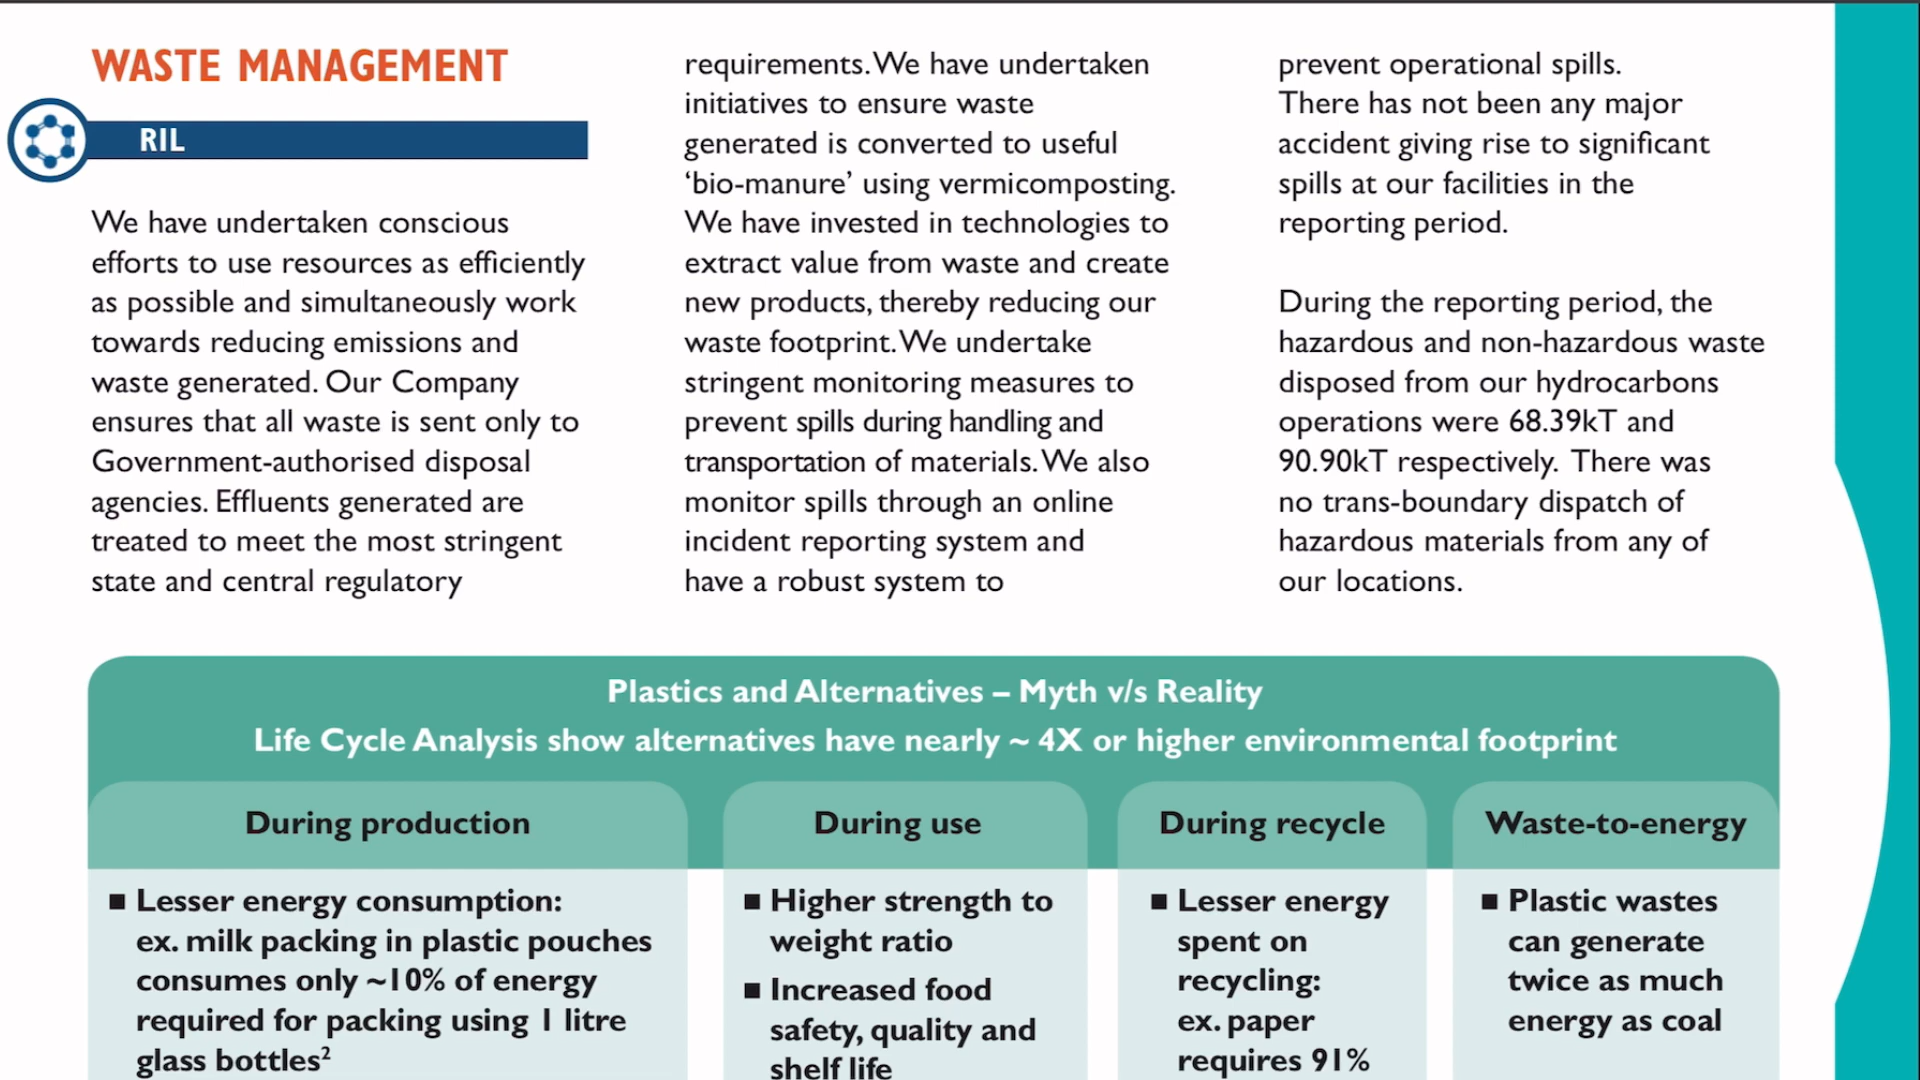 WASTE MANAGEMENT
RIL
We have undertaken conscious
efforts to use resources as efficiently
as possible and simultaneously work
towards reducing emissions and
waste generated. Our Company
ensures that all waste is sent only to
Government-authorised disposal
agencies. Effluents generated are
treated to meet the most stringent
state and central regulatory
requirements. We have undertaken
initiatives to ensure waste
generated is converted to useful
‘bio-manure’ using vermicomposting.
We have invested in technologies to
extract value from waste and create
new products, thereby reducing our
waste footprint. We undertake
stringent monitoring measures to
prevent spills during handling and
transportation of materials. We also
monitor spills through an online
incident reporting system and
have a robust system to
prevent operational spills.
There has not been any major
accident giving rise to significant
spills at our facilities in the
reporting period.
During the reporting period, the
hazardous and non-hazardous waste
disposed from our hydrocarbons
operations were 68.39kT and
90.90kT respectively. There was
no trans-boundary dispatch of
hazardous materials from any of
our locations.
Plastics and Alternatives – Myth v/s Reality
Life Cycle Analysis show alternatives have nearly ~ 4X or higher environmental footprint
During production
■ Lesser energy consumption:
ex. milk packing in plastic pouches
consumes only ~10% of energy
required for packing using 1 litre
glass bottles²
During use
■ Higher strength to
weight ratio
■ Increased food
safety, quality and
shelf life
During recycle
■ Lesser energy
spent on
recycling:
ex. paper
requires 91%
Waste-to-energy
■ Plastic wastes
can generate
twice as much
energy as coal